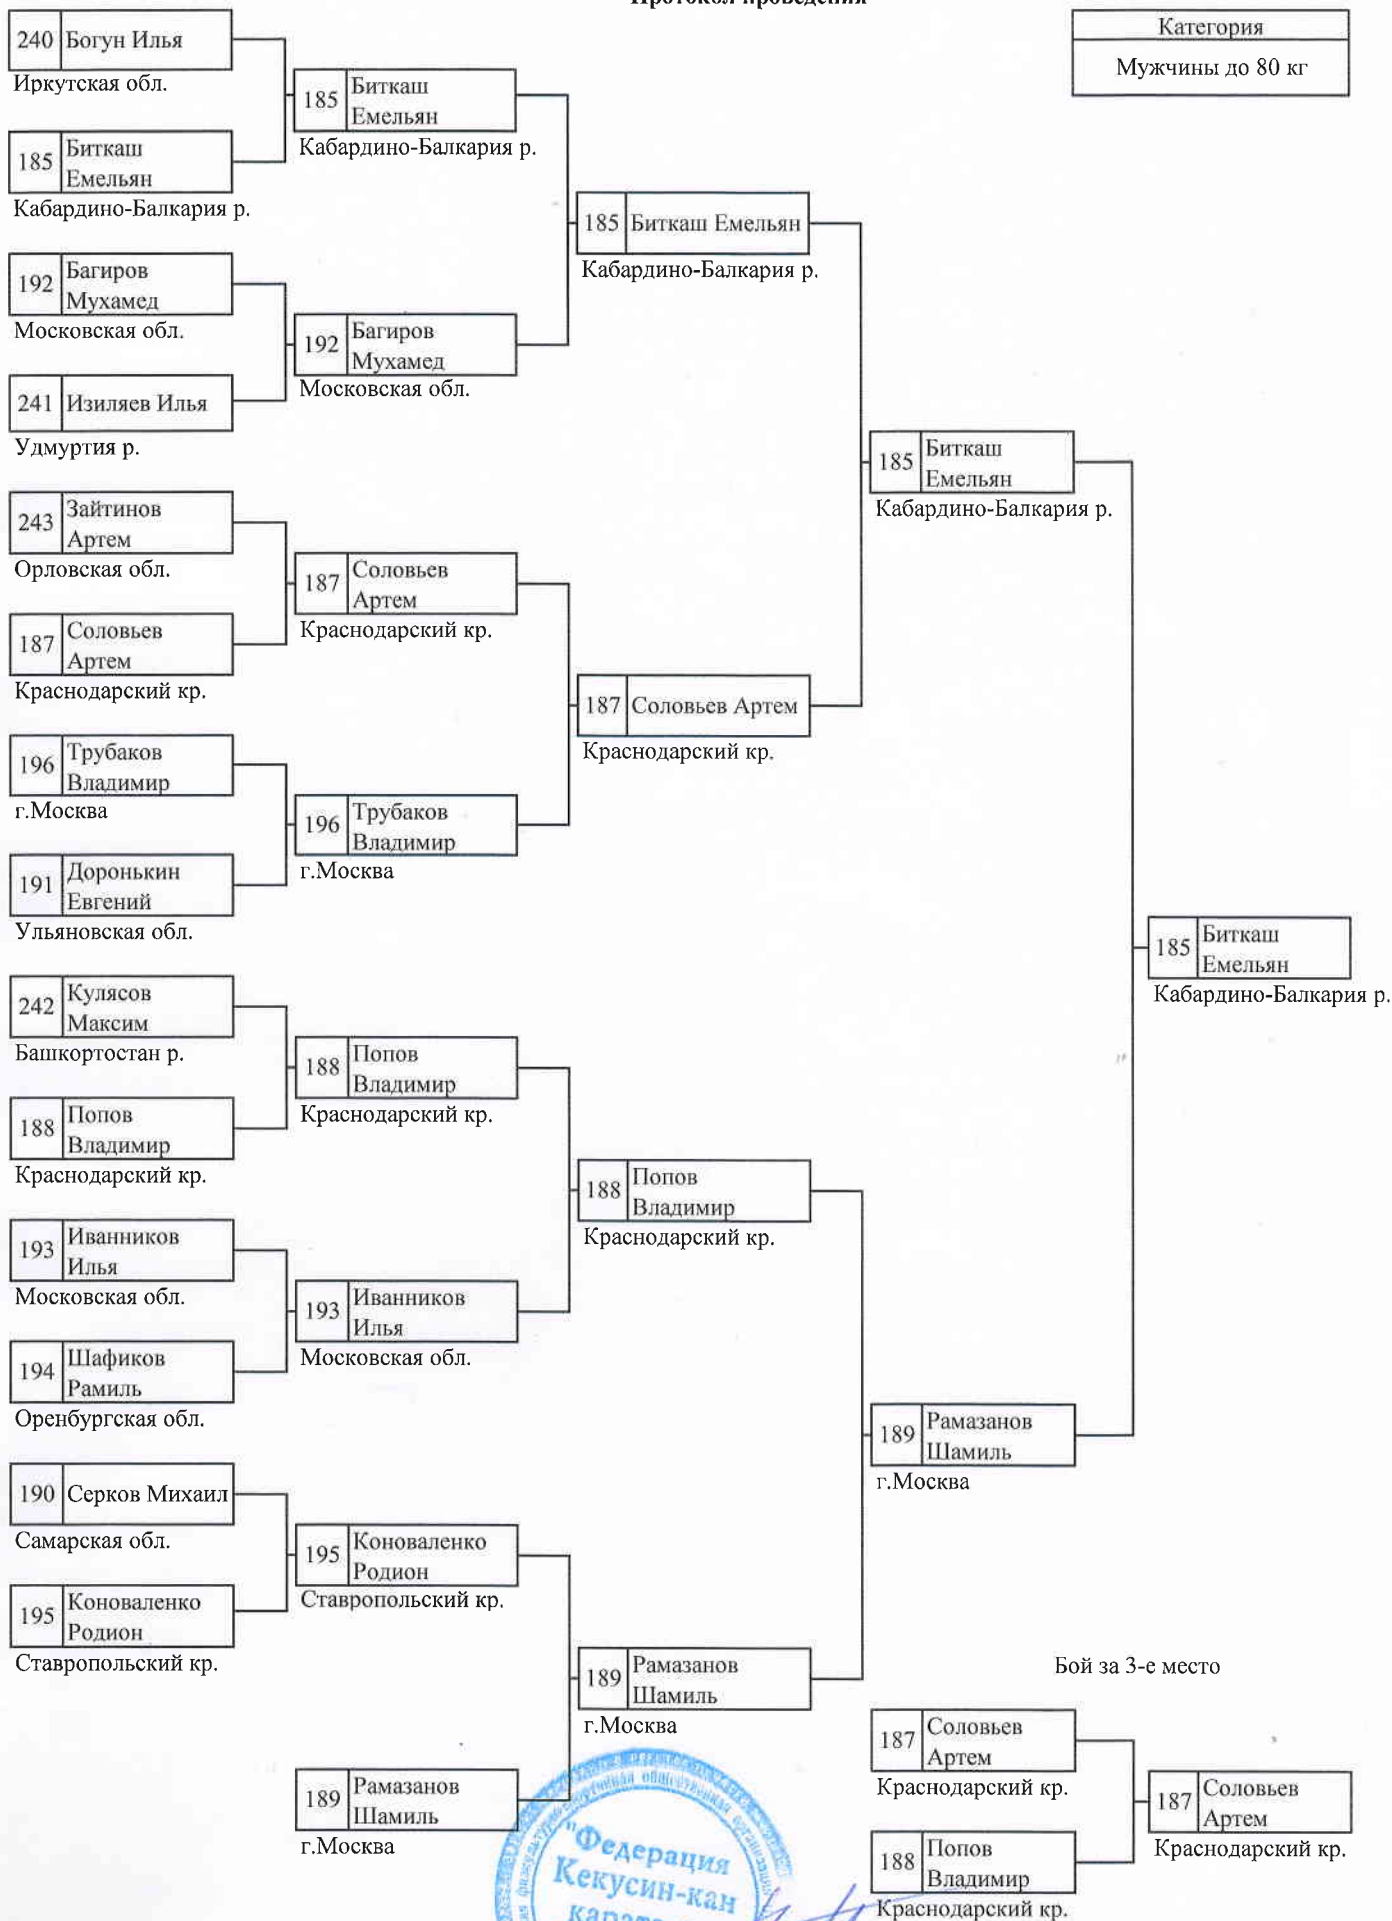 Протокол проведения
Категория
Мужчины до 80 кг
240 Богун Илья
Иркутская обл.
185 Биткаш
Емельян
Кабардино-Балкария р.
192 Багиров
Мухамед
Московская обл.
241 Изиляев Илья
Удмуртия р.
243 Зайтинов
Артем
Орловская обл.
187 Соловьев
Артем
Краснодарский кр.
196 Трубаков
Владимир
г.Москва
191 Доронькин
Евгений
Ульяновская обл.
242 Кулясов
Максим
Башкортостан р.
188 Попов
Владимир
Краснодарский кр.
193 Иванников
Илья
Московская обл.
194 Шафиков
Рамиль
Оренбургская обл.
190 Серков Михаил
Самарская обл.
195 Коноваленко
Родион
Ставропольский кр.
185 Биткаш
Емельян
Кабардино-Балкария р.
192 Багиров
Мухамед
Московская обл.
187 Соловьев
Артем
Краснодарский кр.
196 Трубаков
Владимир
г.Москва
188 Попов
Владимир
Краснодарский кр.
193 Иванников
Илья
Московская обл.
195 Коноваленко
Родион
Ставропольский кр.
189 Рамазанов
Шамиль
г.Москва
185 Биткаш Емельян
Кабардино-Балкария р.
187 Соловьев Артем
Краснодарский кр.
188 Попов
Владимир
Краснодарский кр.
189 Рамазанов
Шамиль
г.Москва
185 Биткаш
Емельян
Кабардино-Балкария р.
189 Рамазанов
Шамиль
г.Москва
185 Биткаш
Емельян
Кабардино-Балкария р.
Бой за 3-е место
187 Соловьев
Артем
Краснодарский кр.
188 Попов
Владимир
Краснодарский кр.
187 Соловьев
Артем
Краснодарский кр.
"Федерация
Кекусин-кан